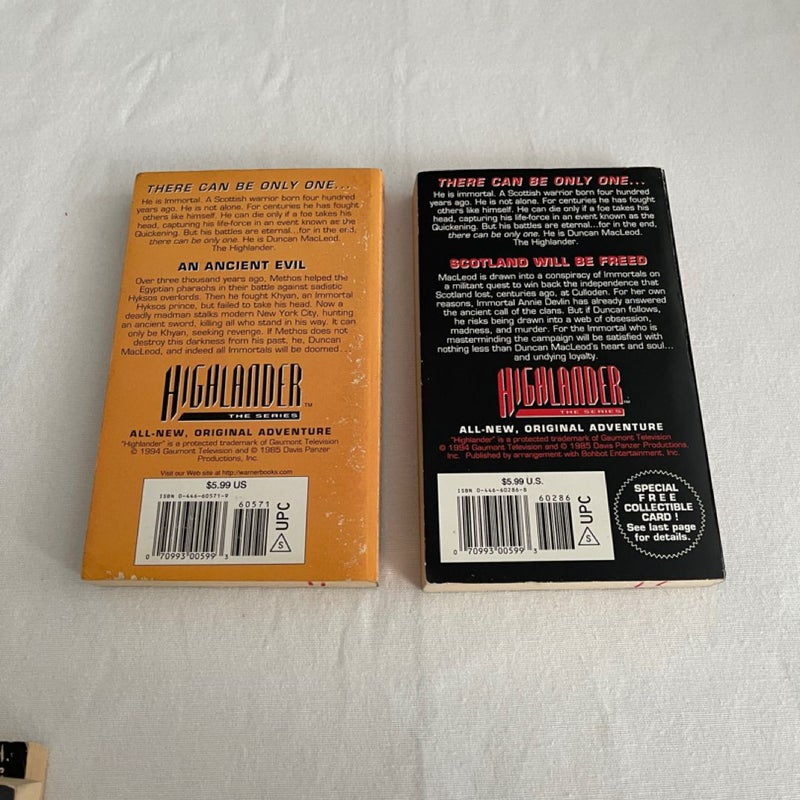 THERE CAN BE ONLY ONE...
He is immortal. A Scottish warrior born four hundred
years ago. He is not alone. For centuries he has fought
others like himself. He can die only if a foe takes his
head, capturing his life-force in an event known as the
Quickening. But his battles are eternal...for in the end,
there can be only one. He is Duncan MacLeod.
The Highlander.
AN ANCIENT EVIL
Over three thousand years ago, Methos helped the
Egyptian pharaohs in their battle against sadistic
Hyksos overlords. Then he fought Khyan, an Immortal
Hyksos prince, but failed to take his head. Now a
deadly madman stalks modern New York City, hunting
an ancient sword, killing all who stand in his way. It can
only be Khyan, seeking revenge. If Methos does not
destroy this darkness from his past, he, Duncan
MacLeod, and indeed all Immortals will be doomed...
HIGHLANDER TM
THE SERIES
ALL-NEW, ORIGINAL ADVENTURE
"Highlander" is a protected trademark of Gaumont Television
© 1994 Gaumont Television and © 1985 Davis Panzer
Productions, Inc.
Visit our Web site at http://warnerbooks.com
$5.99 US
ISBN 0-446-60571-9
60571
UPC
S
0 70993 00599 3
THERE CAN BE ONLY ONE...
He is immortal. A Scottish warrior born four hundred
years ago. He is not alone. For centuries he has fought
others like himself. He can die only if a foe takes his
head, capturing his life-force in an event known as the
Quickening. But his battles are eternal...for in the end,
there can be only one. He is Duncan MacLeod.
The Highlander.
SCOTLAND WILL BE FREED
MacLeod is drawn into a conspiracy of Immortals on
a militant quest to win back the independence that
Scotland lost, centuries ago, at Culloden. For her own
reasons, Immortal Annie Devlin has already answered
the ancient call of the clans. But if Duncan follows,
he risks being drawn into a web of obsession,
madness, and murder. For the Immortal who is
masterminding the campaign will be satisfied with
nothing less than Duncan MacLeod's heart and soul...
and undying loyalty.
HIGHLANDER TM
THE SERIES
ALL-NEW, ORIGINAL ADVENTURE
"Highlander" is a protected trademark of Gaumont Television
© 1994 Gaumont Television and © 1985 Davis Panzer Productions,
Inc. Published by arrangement with Bohbot Entertainment, Inc.
$5.99 U.S.
ISBN 0-446-60286-8
60286
UPC
S
0 70993 00599 3
SPECIAL
FREE
COLLECTIBLE
CARD !
See last page
for details.